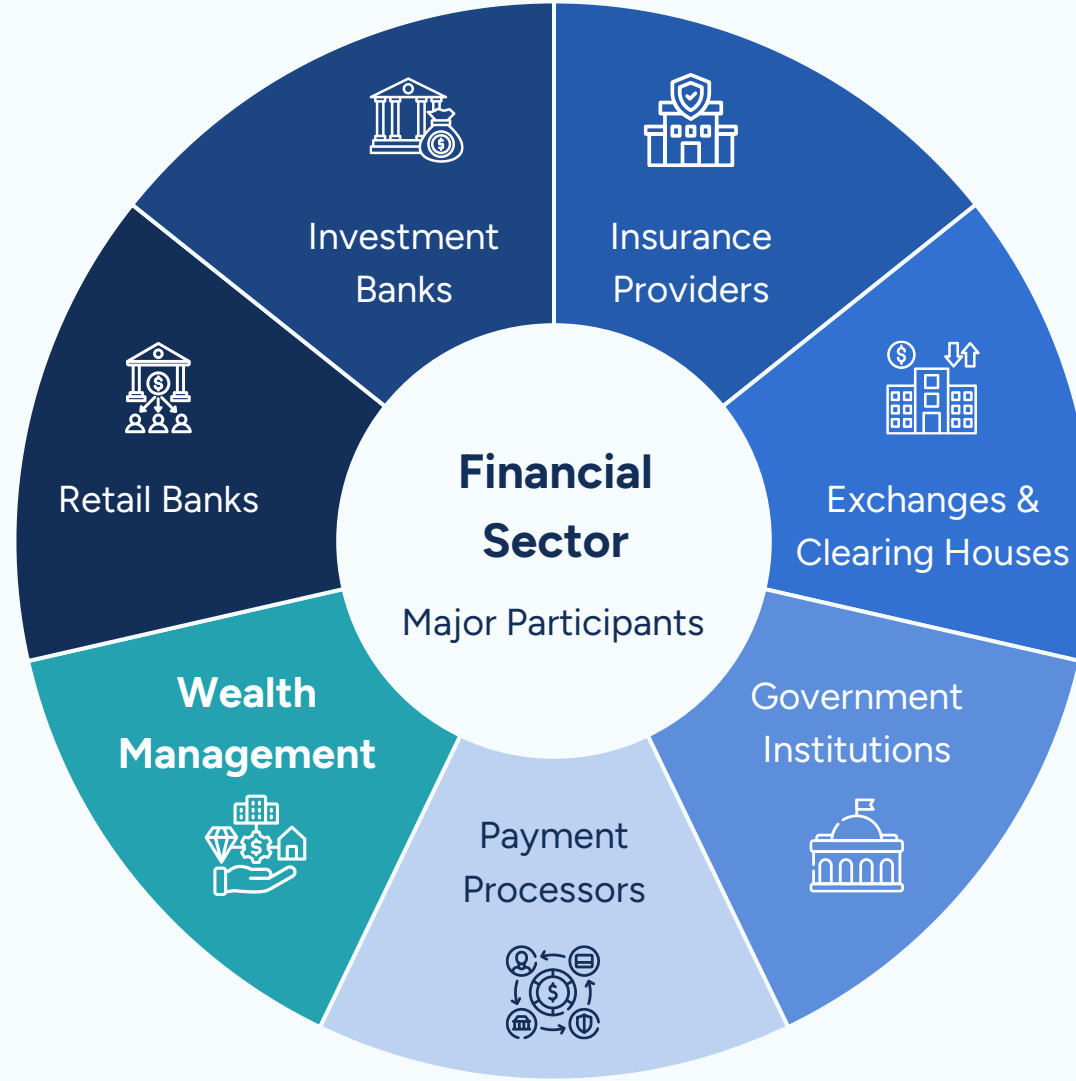 Financial
Sector
Major Participants
Investment
Banks
Insurance
Providers
Exchanges &
Clearing Houses
Government
Institutions
Payment
Processors
Wealth
Management
Retail Banks